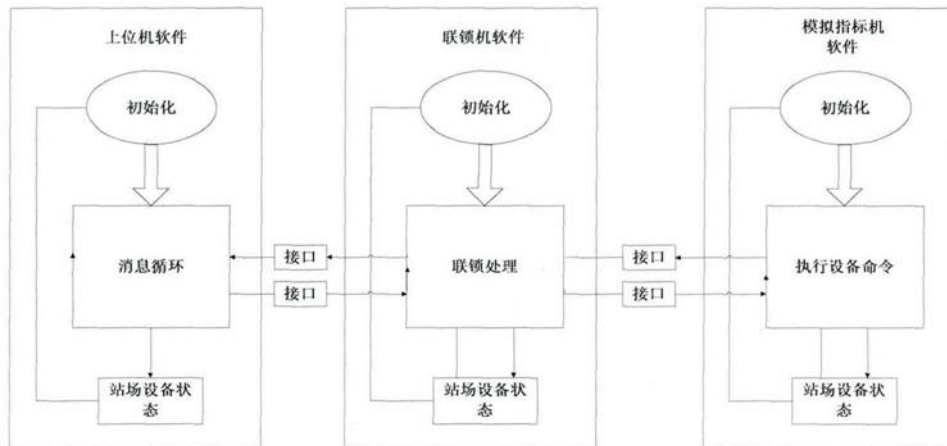 上位机软件
初始化
消息循环
站场设备状
态
接口
接口
联锁机软件
初始化
联锁处理
站场设备状
态
接口
接口
模拟指标机
软件
初始化
执行设备命令
站场设备状
态